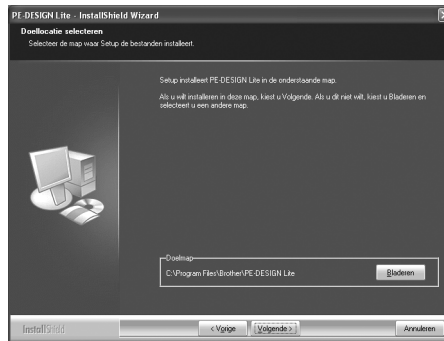 PE-DESIGN Lite - InstallShield Wizard
Doellocatie selecteren
Selecteer de map waar Setup de bestanden installeert.
Setup installeert PE-DESIGN Lite in de onderstaande map.
Als u wilt installeren in deze map, kiest u Volgende. Als u dit niet wilt, kiest u Bladeren en
selecteert u een andere map.
Doelmap
C:\Program Files\Brother\PE-DESIGN Lite
Bladeren
InstallShield
< Vorige
Volgende >
Annuleren